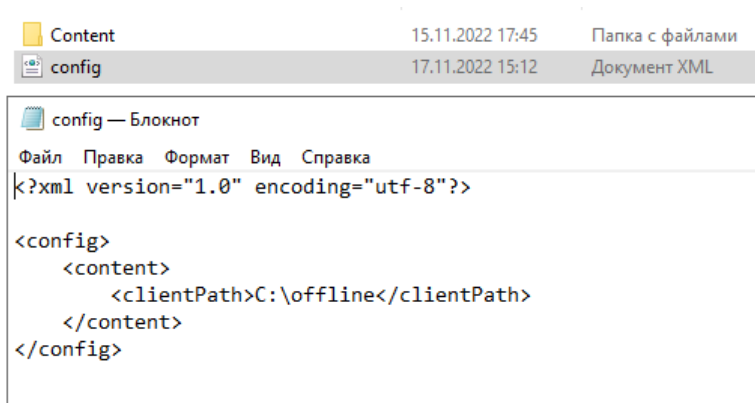 Content 15.11.2022 17:45 Папка с файлами
config 17.11.2022 15:12 Документ XML
config — Блокнот
Файл Правка Формат Вид Справка
<?xml version="1.0" encoding="utf-8"?>
<config>
    <content>
        <clientPath>C:\offline</clientPath>
    </content>
</config>